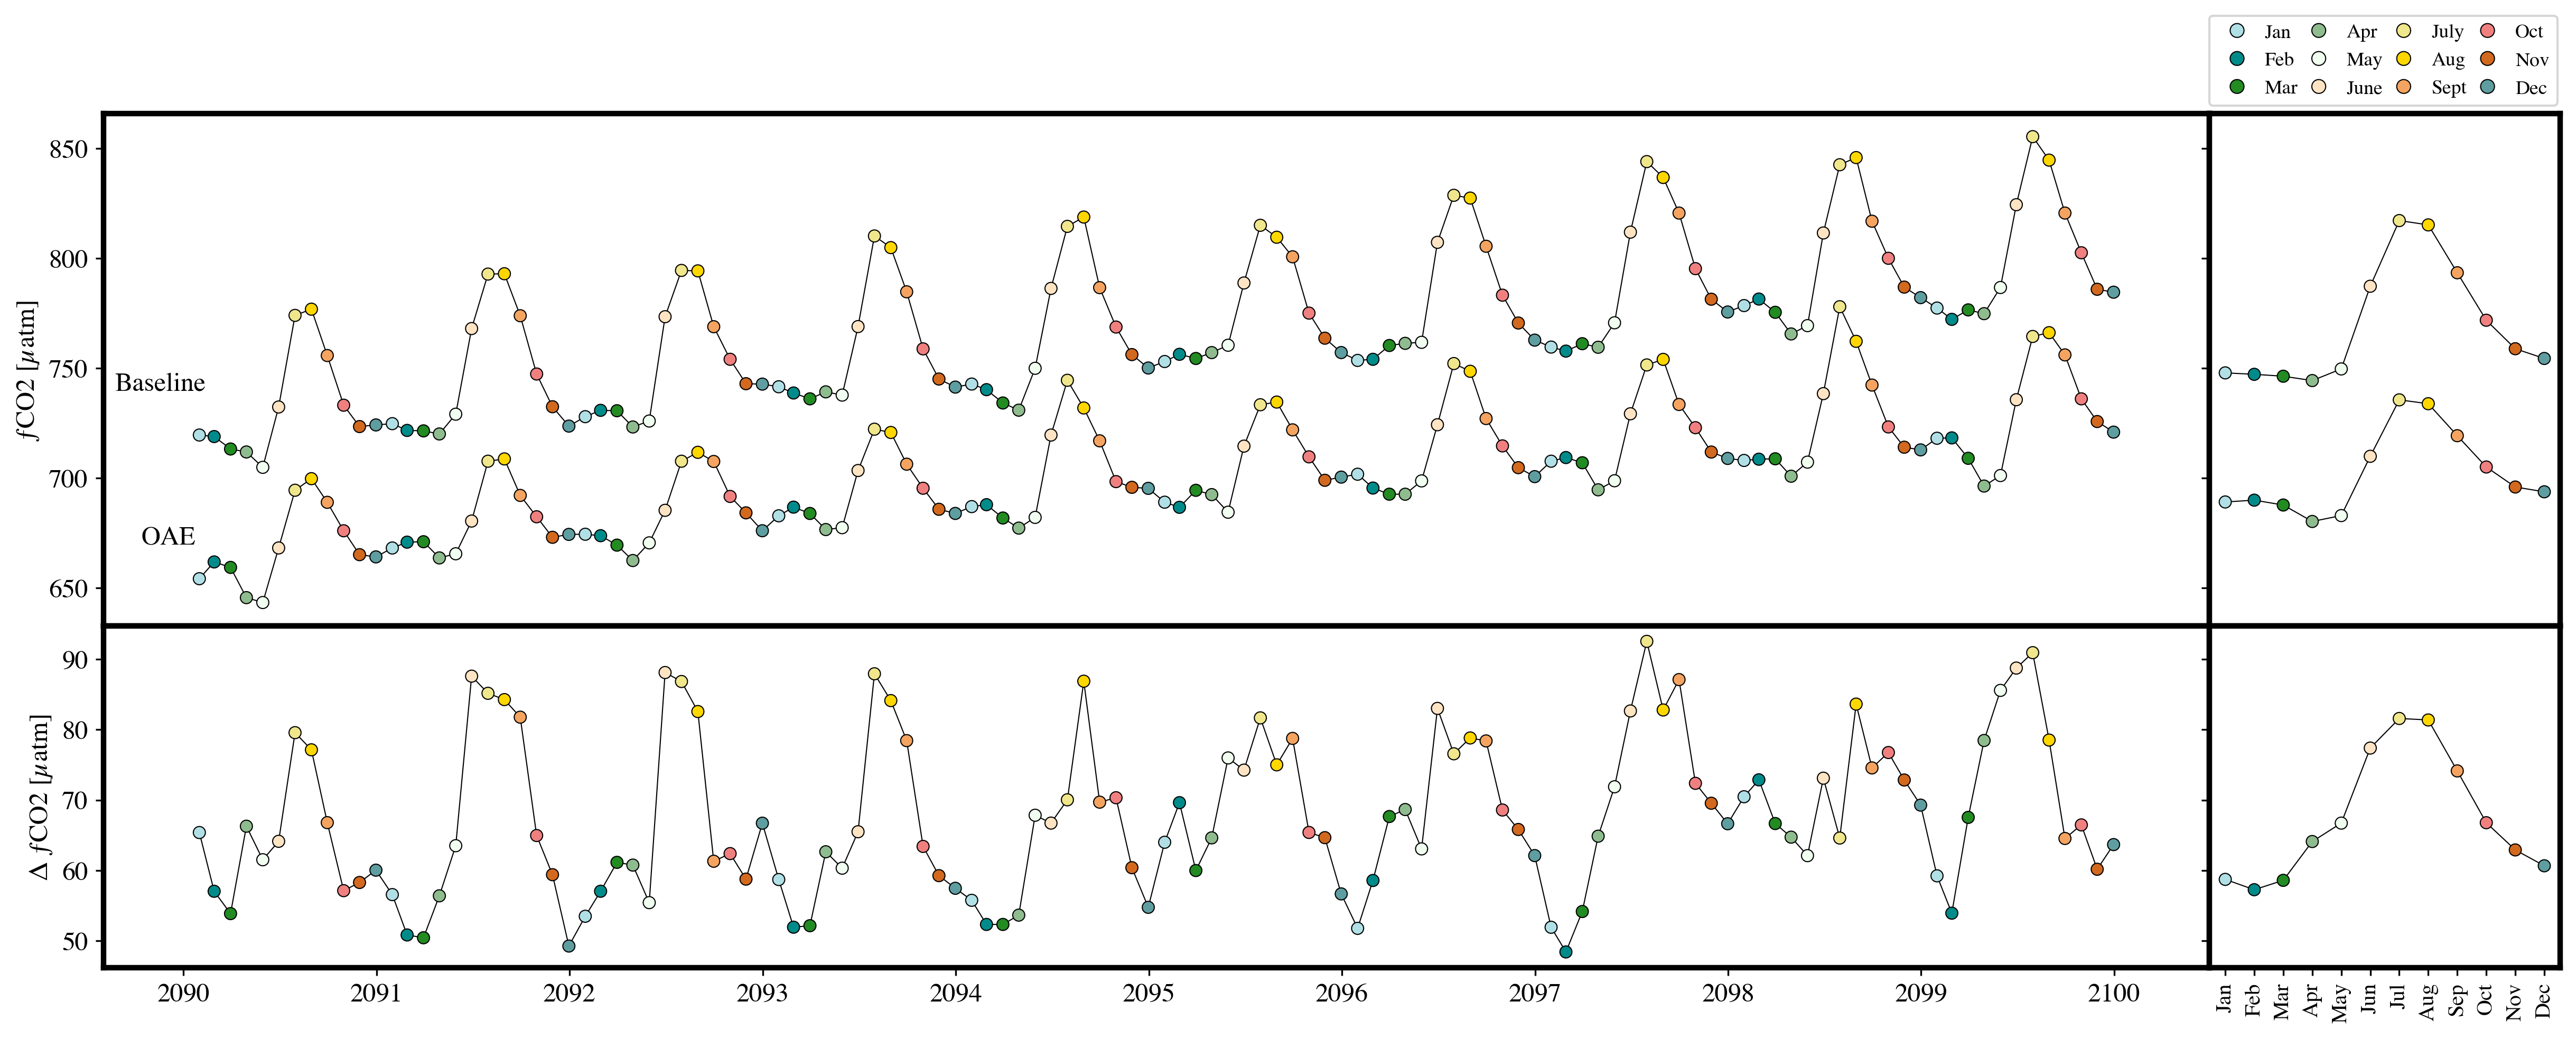 Jan Apr July Oct
Feb May Aug Nov
Mar June Sept Dec
850
800
750
700
650
fCO2 [μatm]
Baseline
OAE
90
80
70
60
50
Δ fCO2 [μatm]
2090 2091 2092 2093 2094 2095 2096 2097 2098 2099 2100
Jan Feb Mar Apr May Jun Jul Aug Sep Oct Nov Dec